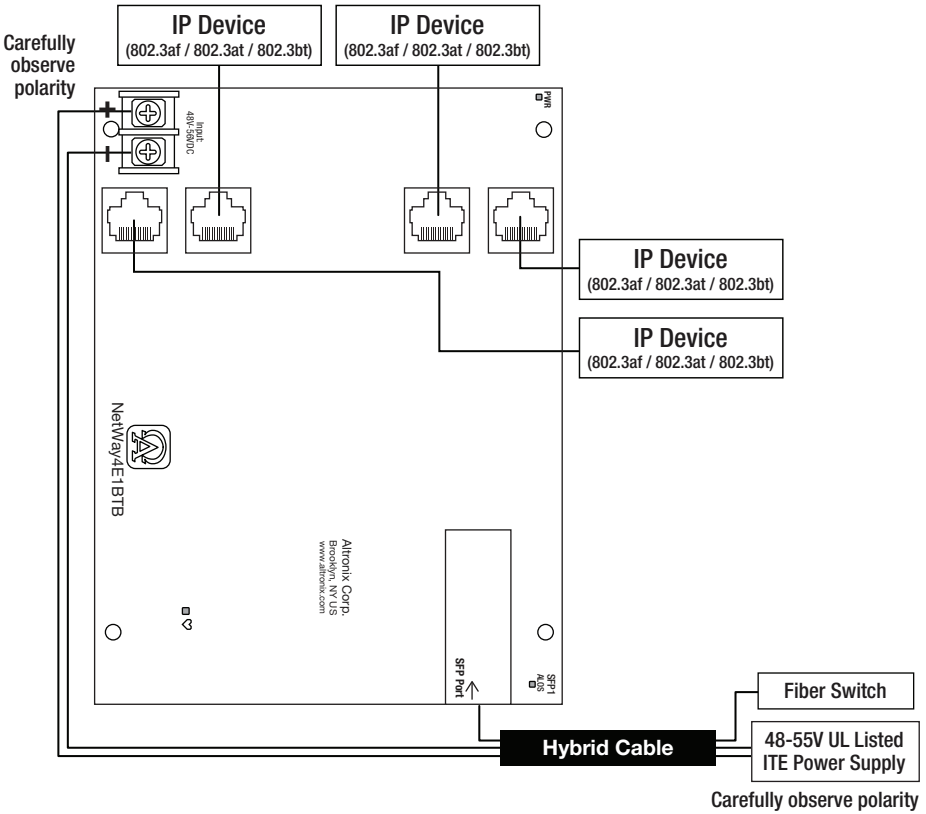 IP Device
(802.3af / 802.3at / 802.3bt)
IP Device
(802.3af / 802.3at / 802.3bt)
Carefully
observe
polarity
+
–
Input:
48V-56VDC
PWR
IP Device
(802.3af / 802.3at / 802.3bt)
IP Device
(802.3af / 802.3at / 802.3bt)
NetWay4E1BTB
Altronix Corp.
Brooklyn, NY US
www.altronix.com
SFP Port
SFP1
ALOS
Fiber Switch
Hybrid Cable
48-55V UL Listed
ITE Power Supply
Carefully observe polarity